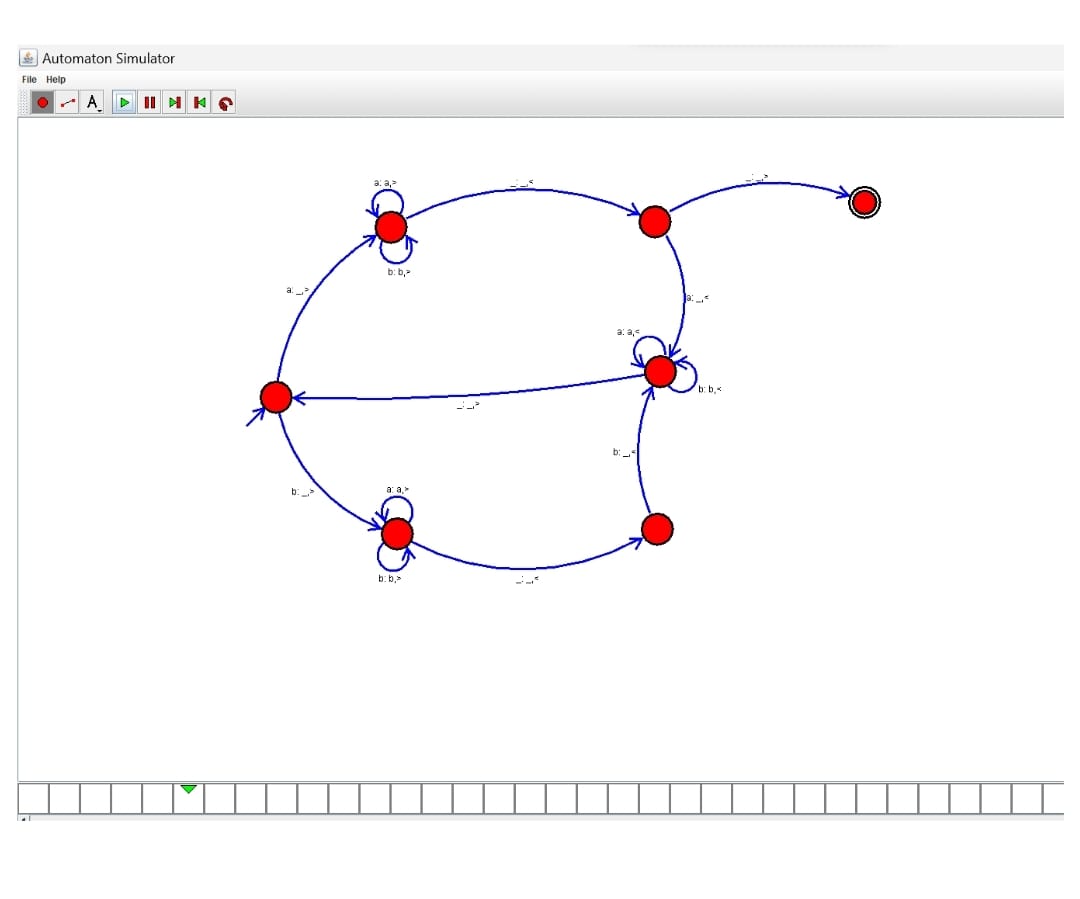 Automaton Simulator
File Help
A
a: a,>
_: _,<
_: _,>
b: b,>
a: _,>
a: _,<
a: a,<
b: b,<
_: _,>
b: _,<
b: _,>
a: a,>
b: b,>
_: _,<